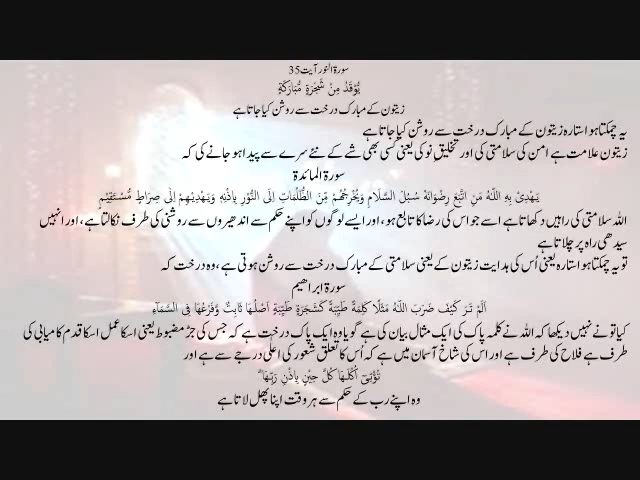 سورۃ النور آیت 35
يُوْقَدُ مِنْ شَجَرَةٍ مُّبَارَكَةٍ
زیتون کے مبارک درخت سے روشن کیا جاتا ہے
یہ چمکتا ہوا ستارہ زیتون کے مبارک درخت سے روشن کیا جاتا ہے
زیتون علامت ہے امن کی سلامتی کی اور تخلیق نو کی یعنی کسی بھی شے کے نئے سرے سے پیدا ہو جانے کی کہ
سورۃ المائدۃ
يَهْدِىْ بِهِ اللّٰهُ مَنِ اتَّبَعَ رِضْوَانَهٗ سُبُلَ السَّلَامِ وَيُخْرِجُهُمْ مِّنَ الظُّلُمَاتِ اِلَى النُّوْرِ بِاِذْنِهٖ وَيَهْدِيْهِمْ اِلٰى صِرَاطٍ مُّسْتَقِيْمٍ
اللہ سلامتی کی راہیں دکھاتا ہے اسے جو اس کی رضا کا تابع ہو، اور ایسے لوگوں کو اپنے حکم سے اندھیروں سے روشنی کی طرف نکالتا ہے، اور انہیں
سیدھی راہ پر چلاتا ہے
تو یہ چمکتا ہوا ستارہ یعنی اُس کی ہدایت زیتون کے یعنی سلامتی کے مبارک درخت سے روشن ہوتی ہے، وہ درخت کہ
سورۃ ابراھیم
اَلَمْ تَرَ كَيْفَ ضَرَبَ اللّٰهُ مَثَلًا كَلِمَةً طَيِّبَةً كَشَجَرَةٍ طَيِّبَةٍ اَصْلُهَا ثَابِتٌ وَّفَرْعُهَا فِى السَّمَآءِ
کیا تو نے نہیں دیکھا کہ اللہ نے کلمہ پاک کی ایک مثال بیان کی ہے گویا وہ ایک پاک درخت ہے کہ جس کی جڑ مضبوط یعنی اسکا عمل اسکا قدم کامیابی کی
طرف ہے فلاح کی طرف ہے اور اس کی شاخ آسمان میں ہے کہ اُس کا تعلق شعور کی اعلٰی درجے سے ہے اور
تُؤْتِىْٓ اُكُلَهَا كُلَّ حِيْنٍ بِاِذْنِ رَبِّهَا ۗ
وہ اپنے رب کے حکم سے ہر وقت اپنا پھل لاتا ہے